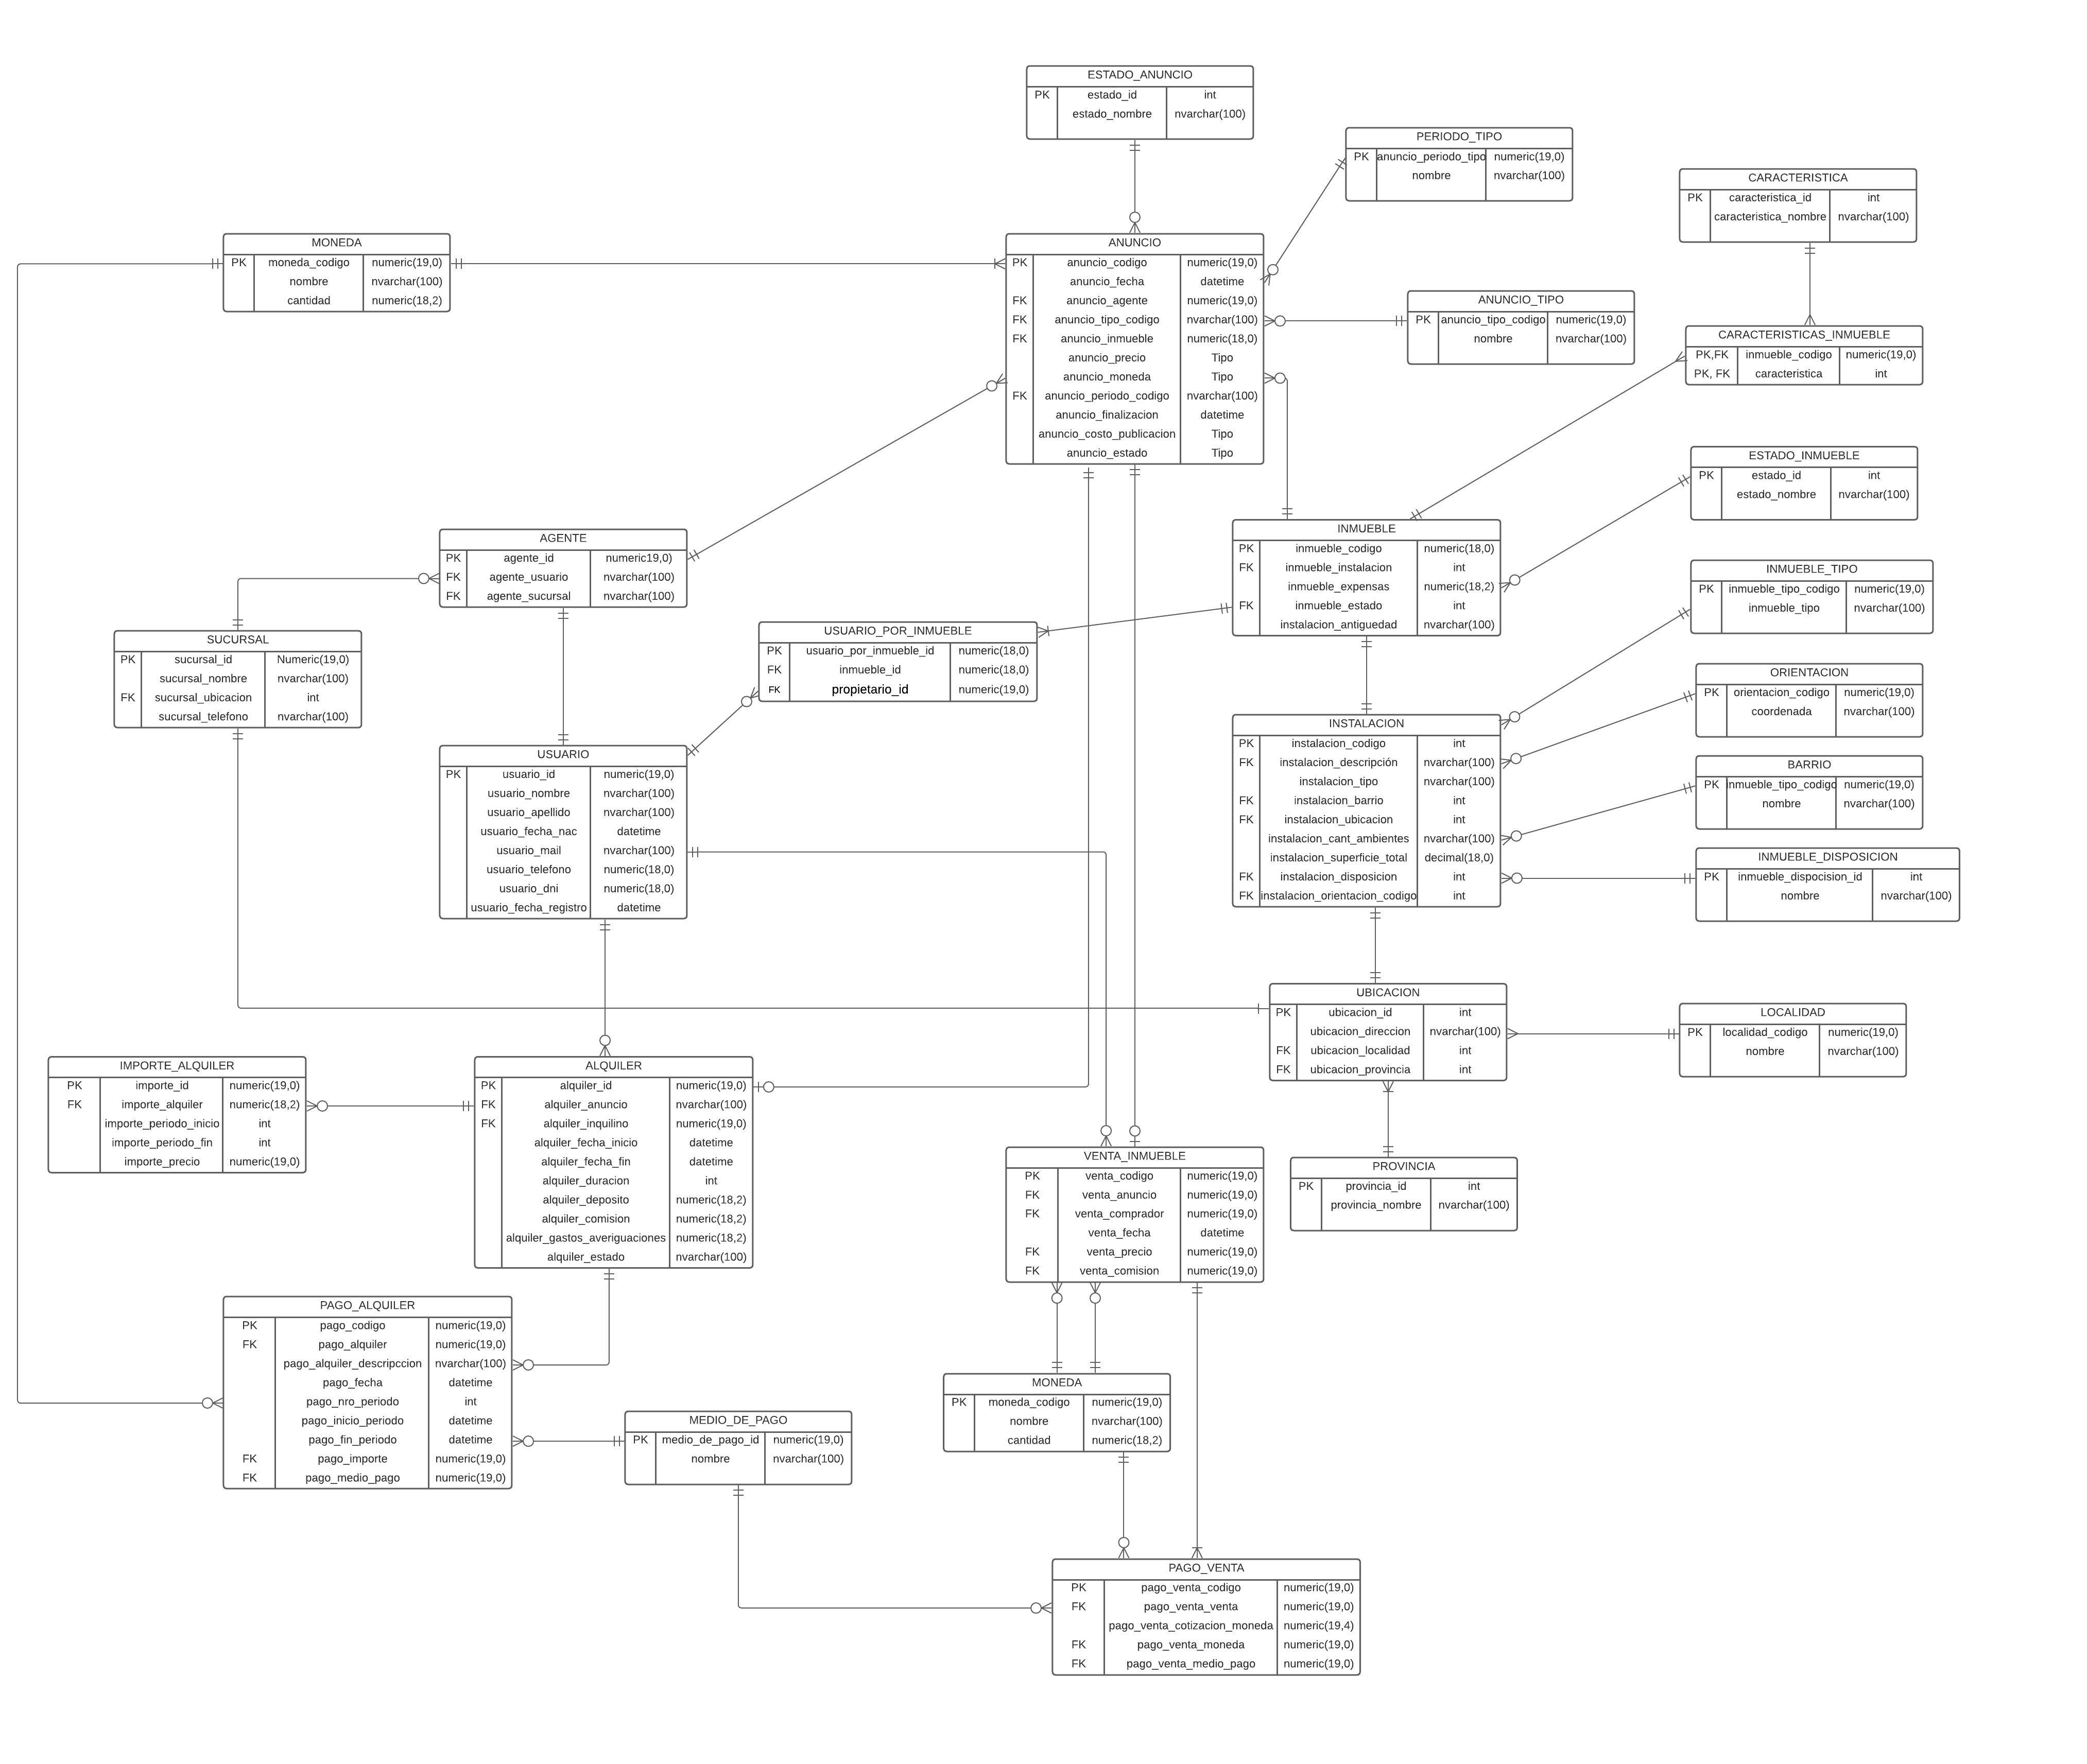 ESTADO_ANUNCIO
PK estado_id int
estado_nombre nvarchar(100)
PERIODO_TIPO
PK anuncio_periodo_tipo numeric(19,0)
nombre nvarchar(100)
CARACTERISTICA
PK caracteristica_id int
caracteristica_nombre nvarchar(100)
MONEDA
PK moneda_codigo numeric(19,0)
nombre nvarchar(100)
cantidad numeric(18,2)
ANUNCIO
PK anuncio_codigo numeric(19,0)
anuncio_fecha datetime
FK anuncio_agente numeric(19,0)
FK anuncio_tipo_codigo nvarchar(100)
FK anuncio_inmueble numeric(18,0)
anuncio_precio Tipo
anuncio_moneda Tipo
FK anuncio_periodo_codigo nvarchar(100)
anuncio_finalizacion datetime
anuncio_costo_publicacion Tipo
anuncio_estado Tipo
ANUNCIO_TIPO
PK anuncio_tipo_codigo numeric(19,0)
nombre nvarchar(100)
CARACTERISTICAS_INMUEBLE
PK,FK inmueble_codigo numeric(19,0)
PK, FK caracteristica int
ESTADO_INMUEBLE
PK estado_id int
estado_nombre nvarchar(100)
AGENTE
PK agente_id numeric19,0)
FK agente_usuario nvarchar(100)
FK agente_sucursal nvarchar(100)
INMUEBLE
PK inmueble_codigo numeric(18,0)
FK inmueble_instalacion int
inmueble_expensas numeric(18,2)
FK inmueble_estado int
instalacion_antiguedad nvarchar(100)
INMUEBLE_TIPO
PK inmueble_tipo_codigo numeric(19,0)
inmueble_tipo nvarchar(100)
SUCURSAL
PK sucursal_id Numeric(19,0)
sucursal_nombre nvarchar(100)
FK sucursal_ubicacion int
sucursal_telefono nvarchar(100)
USUARIO_POR_INMUEBLE
PK usuario_por_inmueble_id numeric(18,0)
FK inmueble_id numeric(18,0)
FK propietario_id numeric(19,0)
ORIENTACION
PK orientacion_codigo numeric(19,0)
coordenada nvarchar(100)
USUARIO
PK usuario_id numeric(19,0)
usuario_nombre nvarchar(100)
usuario_apellido nvarchar(100)
usuario_fecha_nac datetime
usuario_mail nvarchar(100)
usuario_telefono numeric(18,0)
usuario_dni numeric(18,0)
usuario_fecha_registro datetime
INSTALACION
PK instalacion_codigo int
FK instalacion_descripción nvarchar(100)
instalacion_tipo nvarchar(100)
FK instalacion_barrio int
FK instalacion_ubicacion int
instalacion_cant_ambientes nvarchar(100)
instalacion_superficie_total decimal(18,0)
FK instalacion_disposicion int
FK instalacion_orientacion_codigo int
BARRIO
PK inmueble_tipo_codigo numeric(19,0)
nombre nvarchar(100)
INMUEBLE_DISPOSICION
PK inmueble_dispocision_id int
nombre nvarchar(100)
UBICACION
PK ubicacion_id int
ubicacion_direccion nvarchar(100)
FK ubicacion_localidad int
FK ubicacion_provincia int
LOCALIDAD
PK localidad_codigo numeric(19,0)
nombre nvarchar(100)
IMPORTE_ALQUILER
PK importe_id numeric(19,0)
FK importe_alquiler numeric(18,2)
importe_periodo_inicio int
importe_periodo_fin int
importe_precio numeric(19,0)
ALQUILER
PK alquiler_id numeric(19,0)
FK alquiler_anuncio nvarchar(100)
FK alquiler_inquilino numeric(19,0)
alquiler_fecha_inicio datetime
alquiler_fecha_fin datetime
alquiler_duracion int
alquiler_deposito numeric(18,2)
alquiler_comision numeric(18,2)
alquiler_gastos_averiguaciones numeric(18,2)
alquiler_estado nvarchar(100)
VENTA_INMUEBLE
PK venta_codigo numeric(19,0)
FK venta_anuncio numeric(19,0)
FK venta_comprador numeric(19,0)
venta_fecha datetime
FK venta_precio numeric(19,0)
FK venta_comision numeric(19,0)
PROVINCIA
PK provincia_id int
provincia_nombre nvarchar(100)
PAGO_ALQUILER
PK pago_codigo numeric(19,0)
FK pago_alquiler numeric(19,0)
pago_alquiler_descripccion nvarchar(100)
pago_fecha datetime
pago_nro_periodo int
pago_inicio_periodo datetime
pago_fin_periodo datetime
FK pago_importe numeric(19,0)
FK pago_medio_pago numeric(19,0)
MEDIO_DE_PAGO
PK medio_de_pago_id numeric(19,0)
nombre nvarchar(100)
MONEDA
PK moneda_codigo numeric(19,0)
nombre nvarchar(100)
cantidad numeric(18,2)
PAGO_VENTA
PK pago_venta_codigo numeric(19,0)
FK pago_venta_venta numeric(19,0)
pago_venta_cotizacion_moneda numeric(19,4)
FK pago_venta_moneda numeric(19,0)
FK pago_venta_medio_pago numeric(19,0)